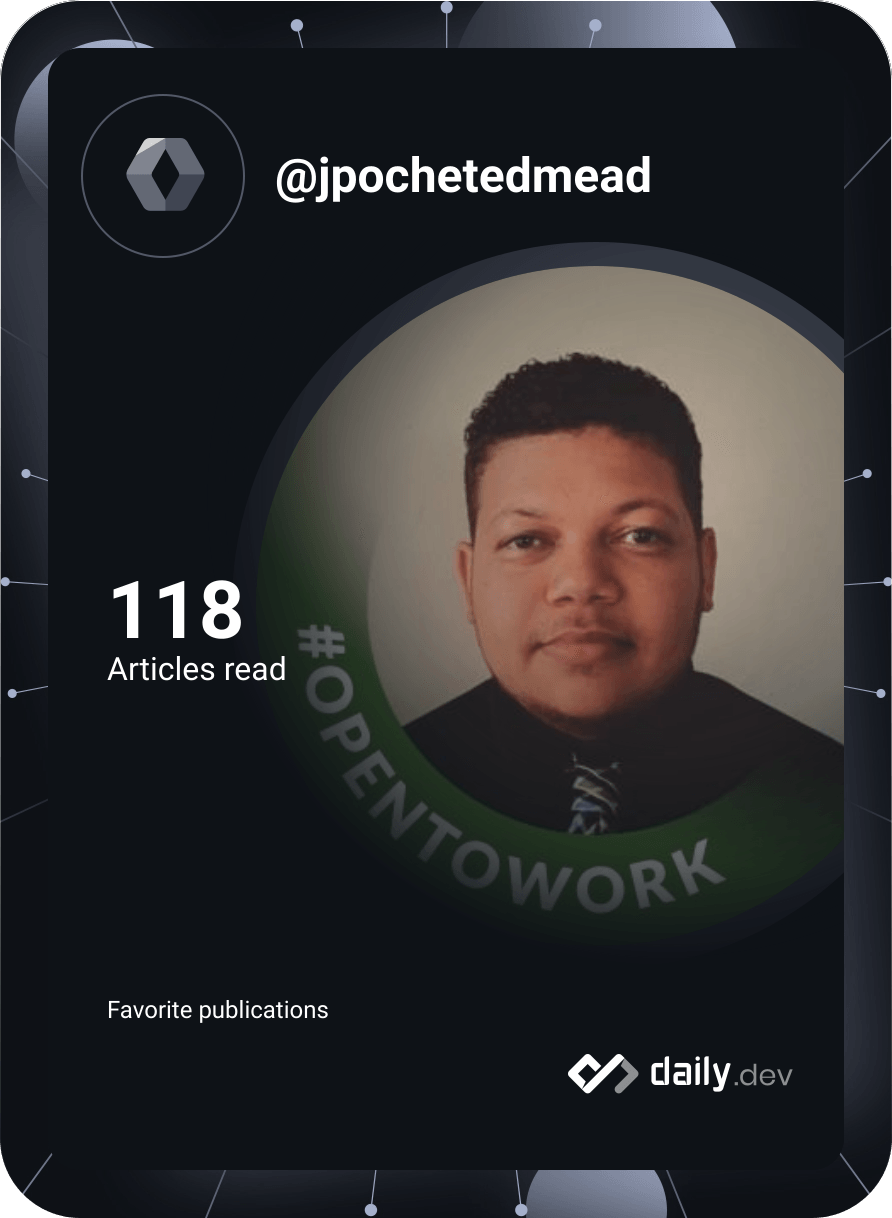 @jpochetedmead
118
Articles read
#OPENTOWORK
Favorite publications
daily.dev